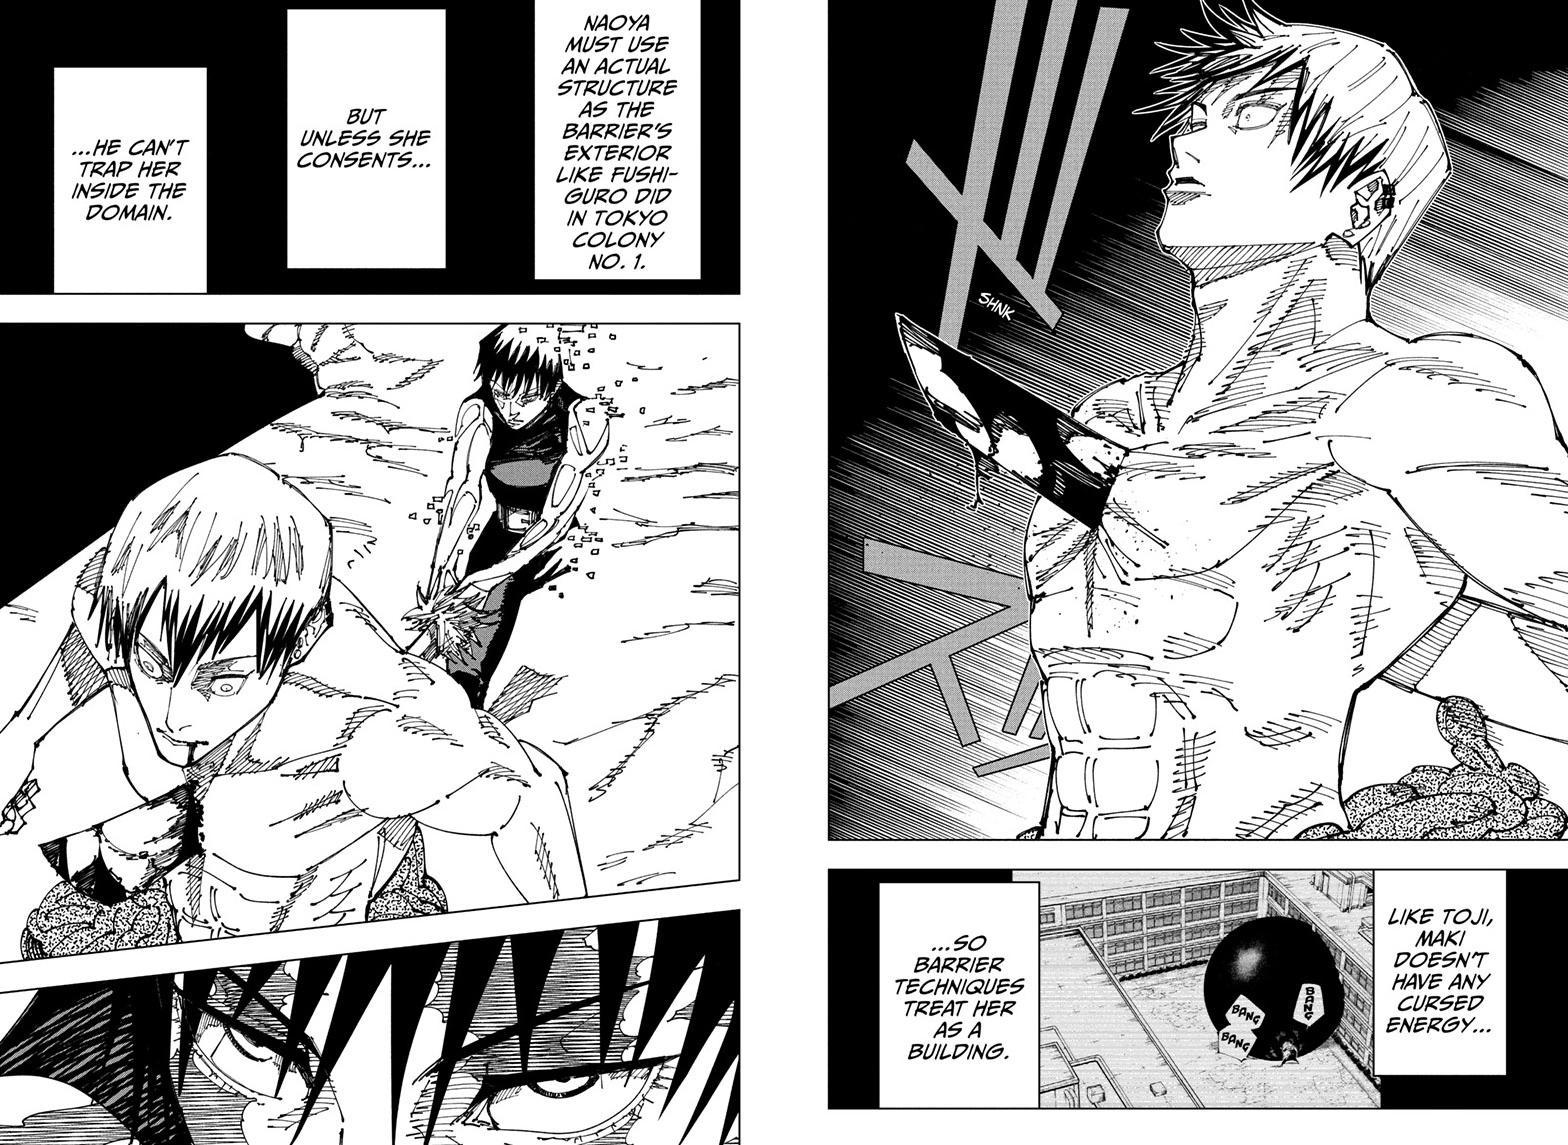 SHNK
LIKE TOJI,
MAKI
DOESN'T
HAVE ANY
CURSED
ENERGY...
BANG
BANG
BANG
...SO
BARRIER
TECHNIQUES
TREAT HER
AS A
BUILDING.
NAOYA
MUST USE
AN ACTUAL
STRUCTURE
AS THE
BARRIER'S
EXTERIOR
LIKE FUSHI-
GURO DID
IN TOKYO
COLONY
NO. 1.
BUT
UNLESS SHE
CONSENTS...
...HE CAN'T
TRAP HER
INSIDE THE
DOMAIN.